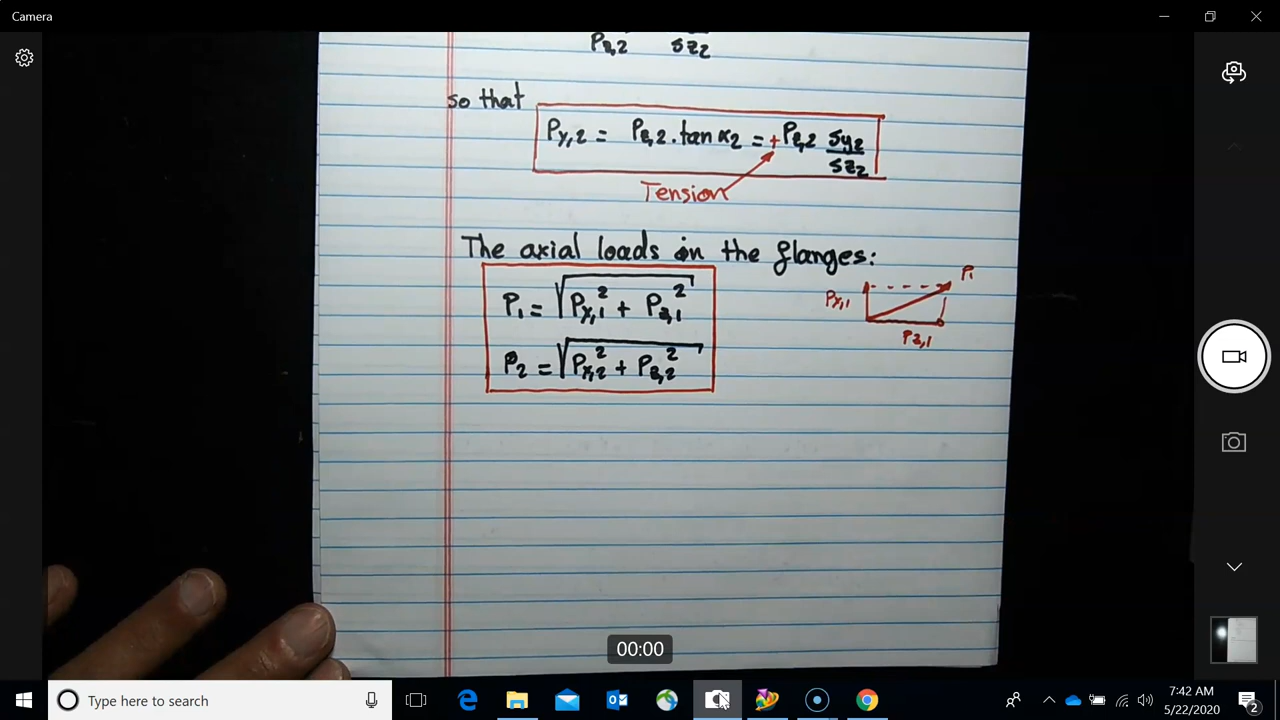 Camera
Pz,2 δz2
so that
Py,2 = Pz,2 . tan α2 = + Pz,2 δy2/δz2
Tension
The axial loads in the flanges:
P1 = √Py,1² + Pz,1²
P2 = √Py,2² + Pz,2²
P1
Py,1
Pz,1
00:00
Type here to search
7:42 AM
5/22/2020
2